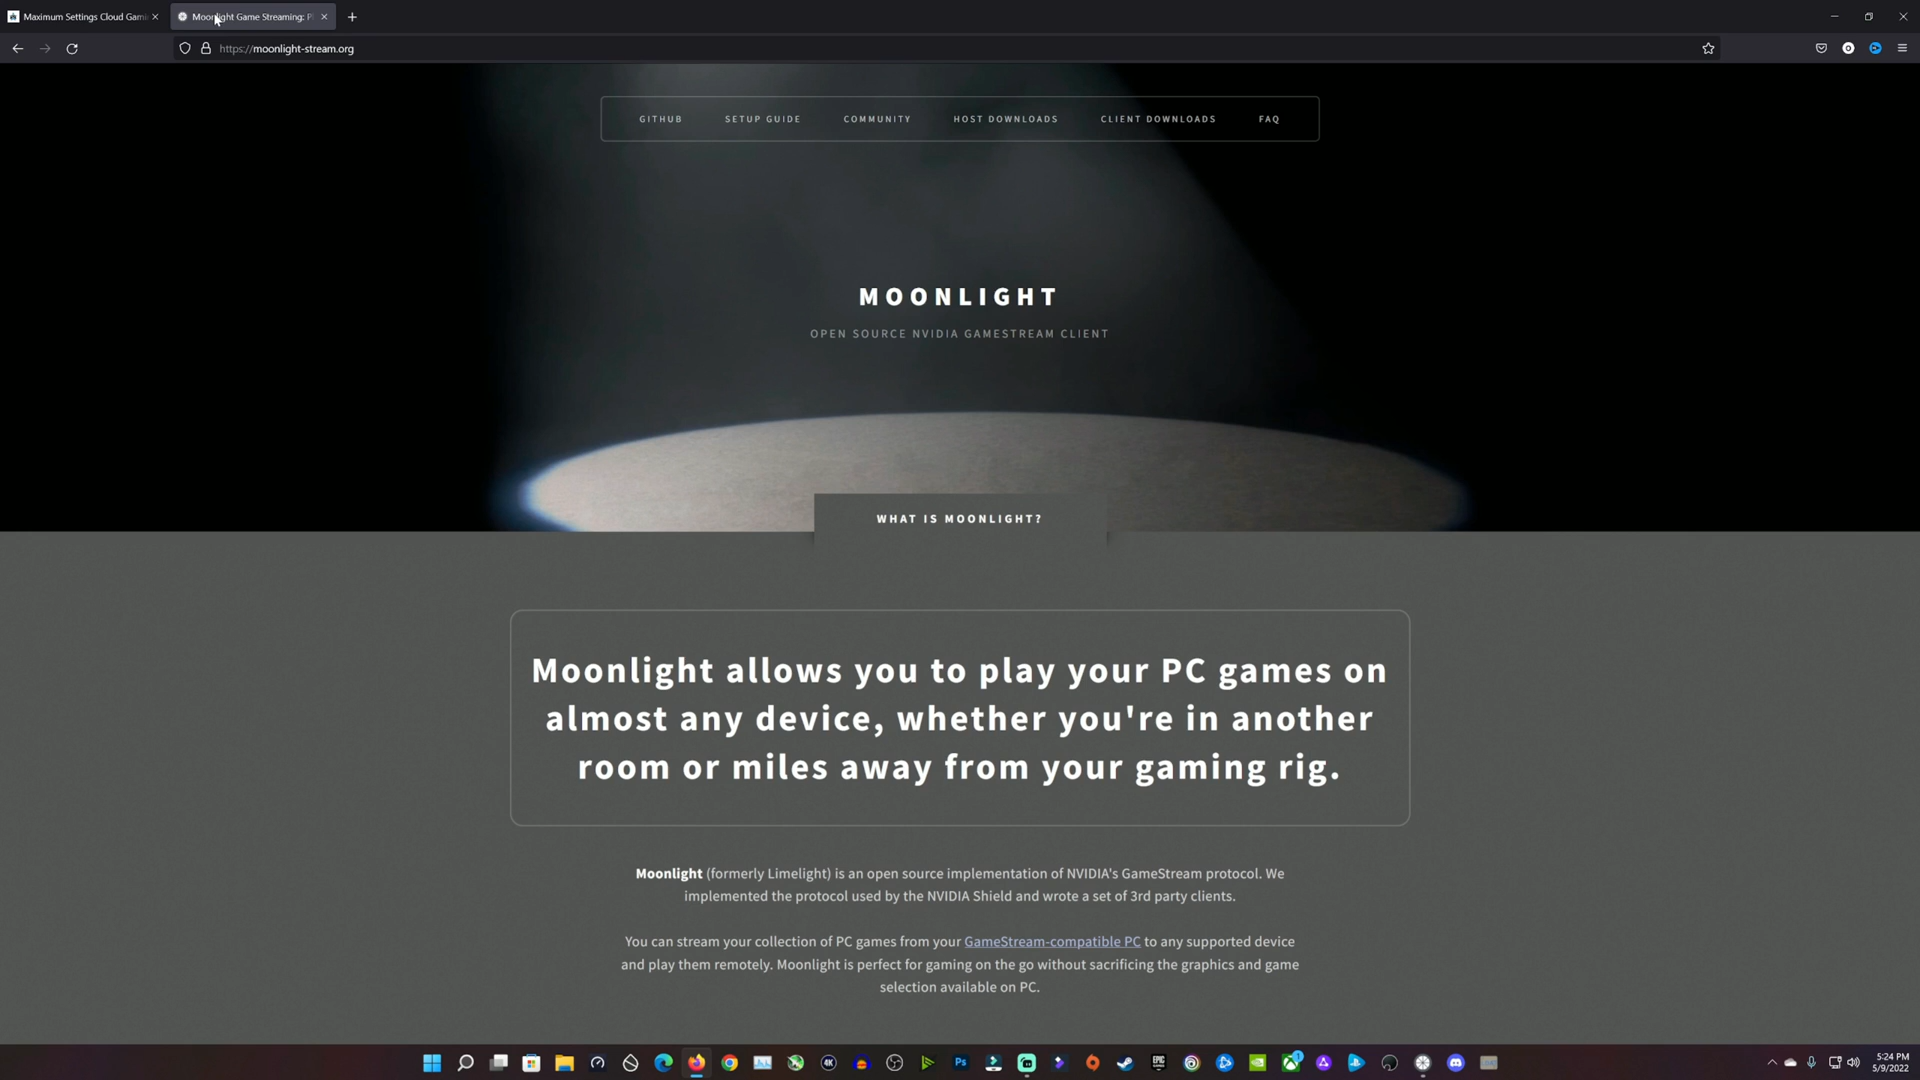 Maximum Settings Cloud Gami
Moonlight Game Streaming: P
https://moonlight-stream.org
GITHUB SETUP GUIDE COMMUNITY HOST DOWNLOADS CLIENT DOWNLOADS FAQ
MOONLIGHT
OPEN SOURCE NVIDIA GAMESTREAM CLIENT
WHAT IS MOONLIGHT?
Moonlight allows you to play your PC games on
almost any device, whether you're in another
room or miles away from your gaming rig.
Moonlight (formerly Limelight) is an open source implementation of NVIDIA's GameStream protocol. We
implemented the protocol used by the NVIDIA Shield and wrote a set of 3rd party clients.
You can stream your collection of PC games from your GameStream-compatible PC to any supported device
and play them remotely. Moonlight is perfect for gaming on the go without sacrificing the graphics and game
selection available on PC.
4K
Ps
EPIC
1
5:24 PM
5/9/2022